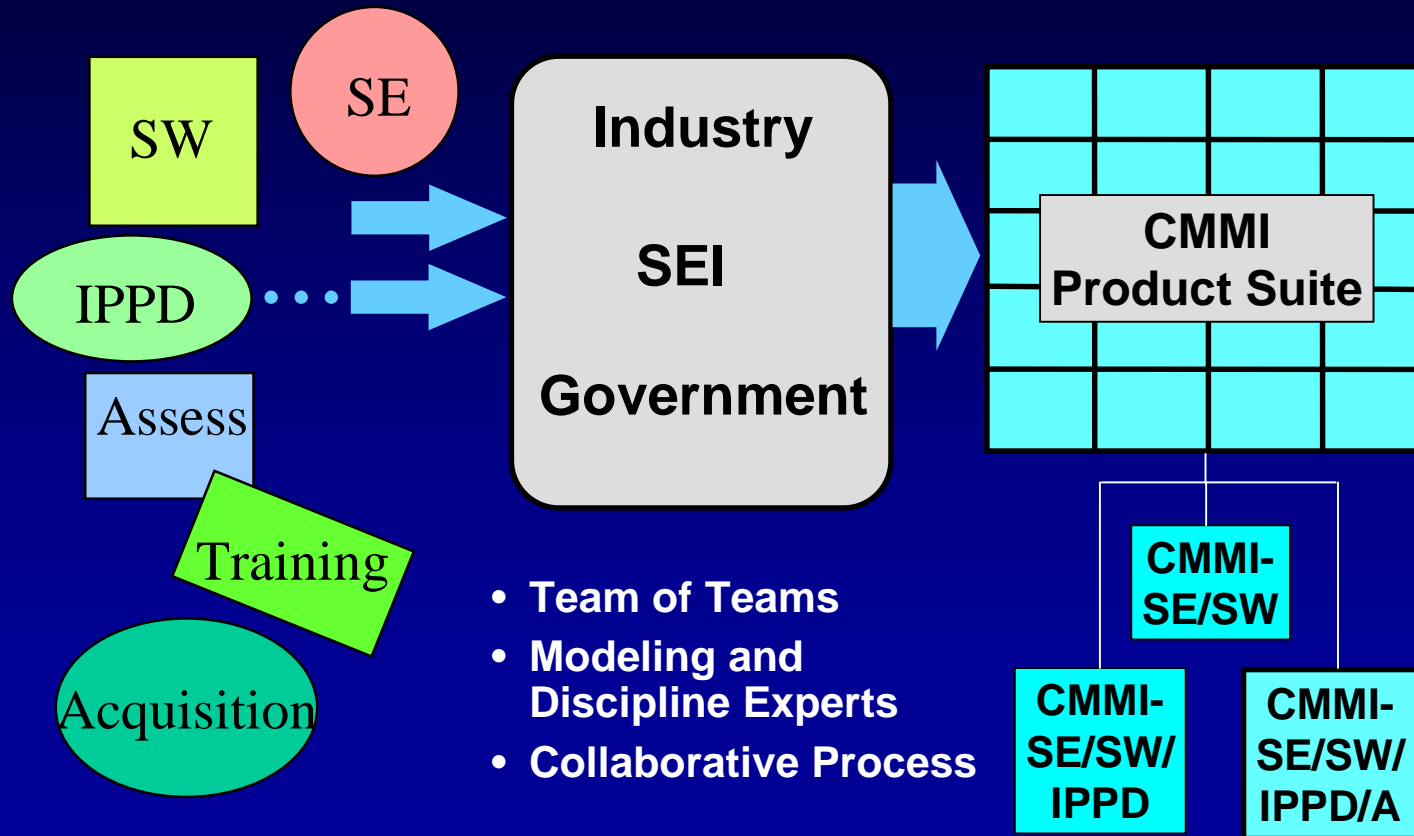 SW
SE
IPPD
Assess
Training
Acquisition
Industry
SEI
Government
• Team of Teams
• Modeling and
Discipline Experts
• Collaborative Process
CMMI
Product Suite
CMMI-
SE/SW
CMMI-
SE/SW/
IPPD
CMMI-
SE/SW/
IPPD/A